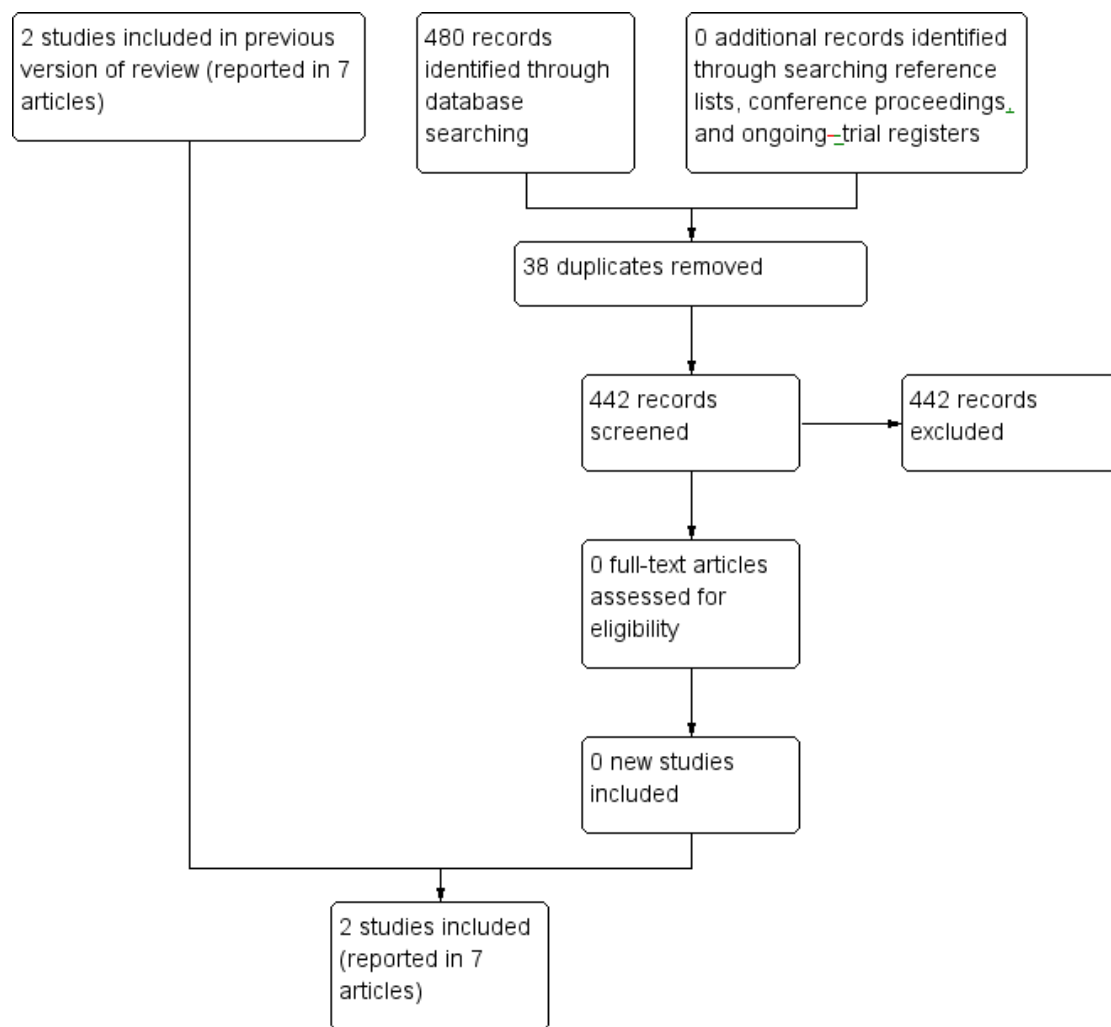 2 studies included in previous
version of review (reported in 7
articles)
480 records
identified through
database
searching
0 additional records identified
through searching reference
lists, conference proceedings,
and ongoing–_trial registers
38 duplicates removed
442 records
screened
442 records
excluded
0 full-text articles
assessed for
eligibility
0 new studies
included
2 studies included
(reported in 7
articles)